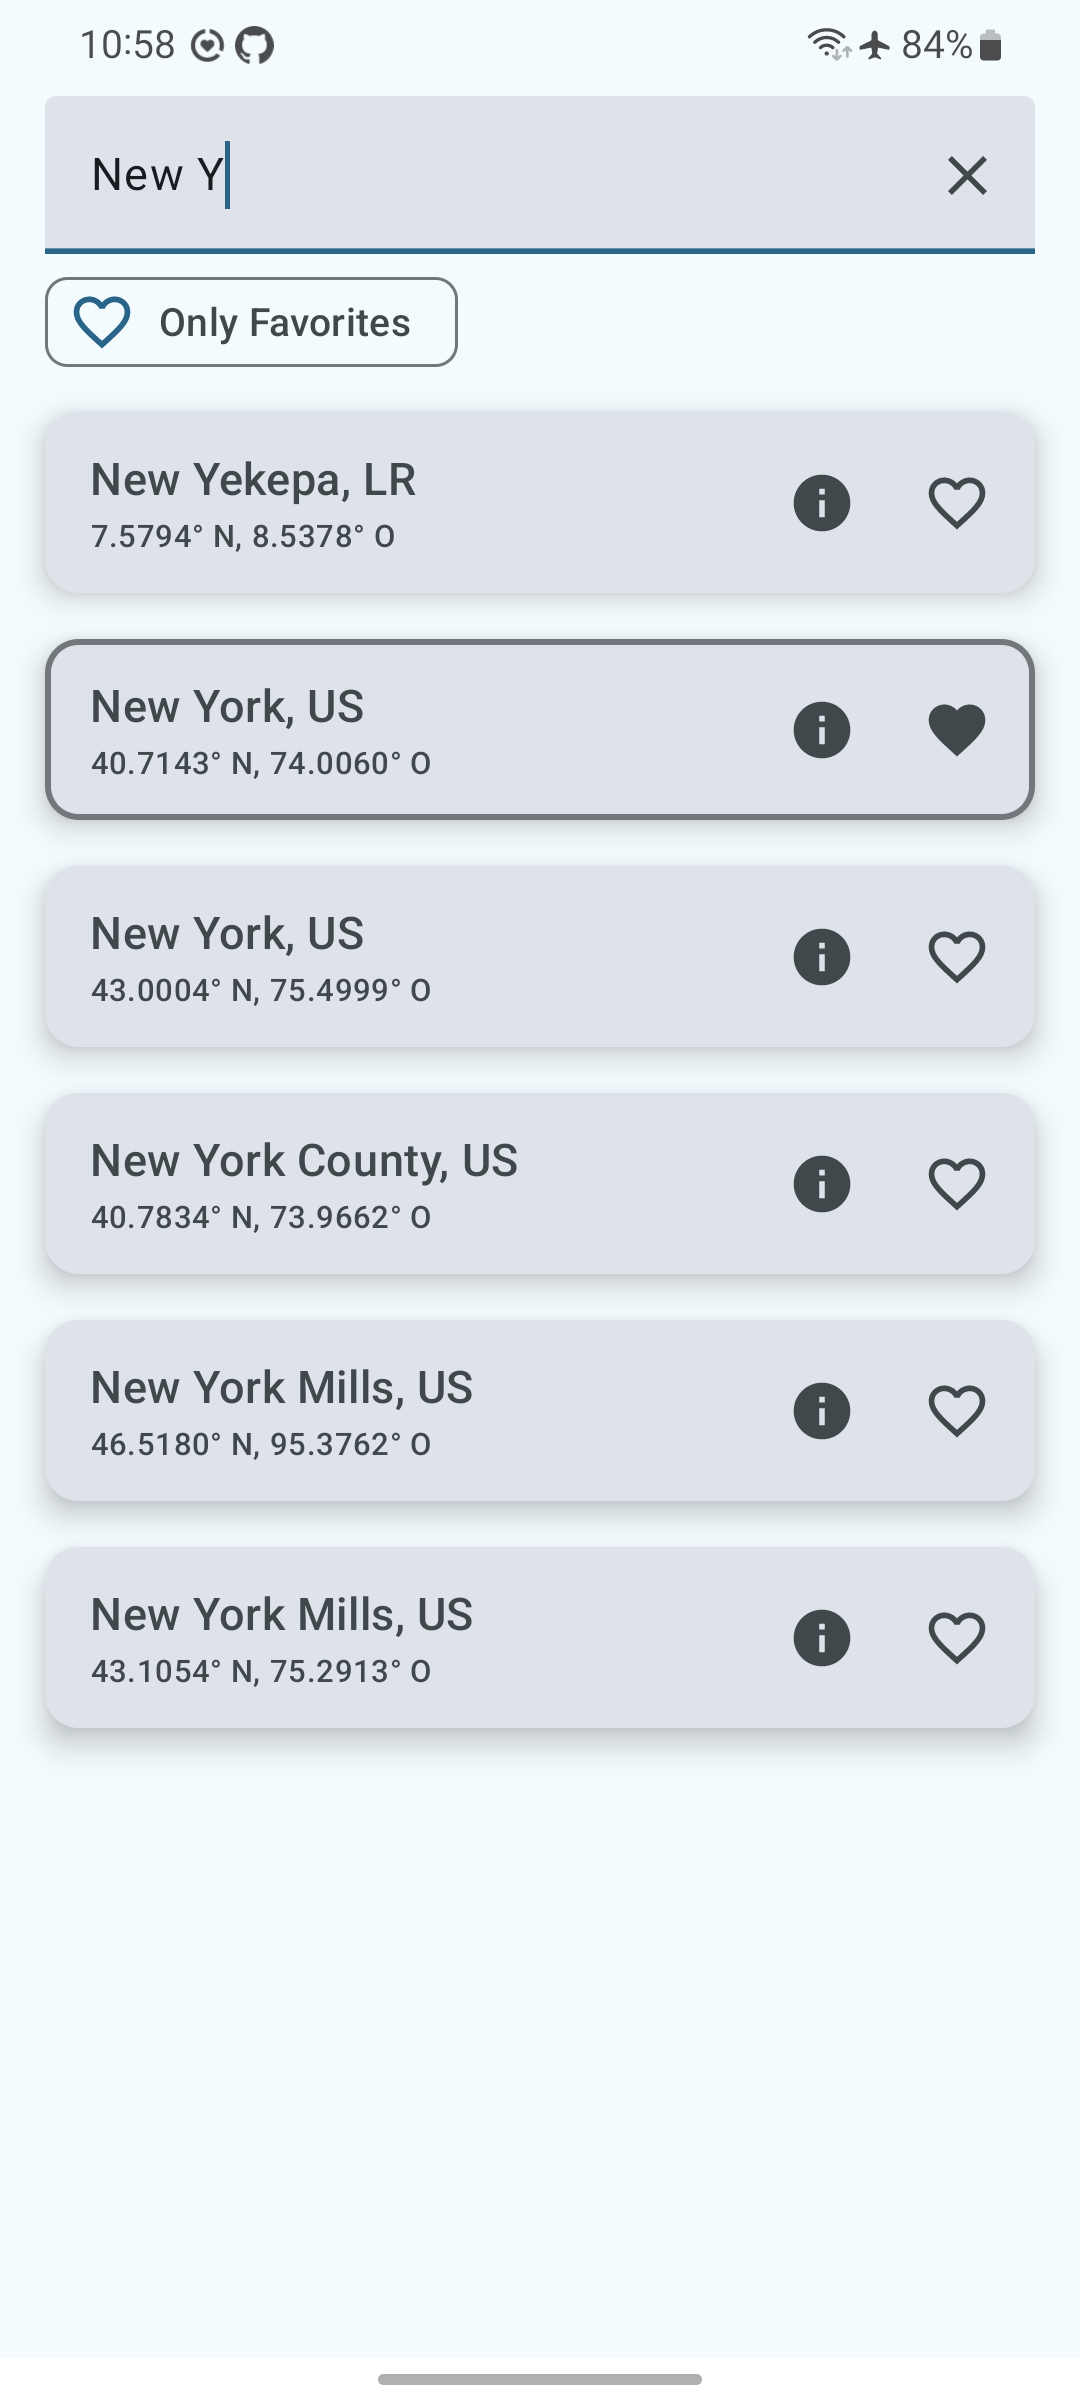 10:58 84%
New Y
Only Favorites
New Yekepa, LR
7.5794° N, 8.5378° O
New York, US
40.7143° N, 74.0060° O
New York, US
43.0004° N, 75.4999° O
New York County, US
40.7834° N, 73.9662° O
New York Mills, US
46.5180° N, 95.3762° O
New York Mills, US
43.1054° N, 75.2913° O